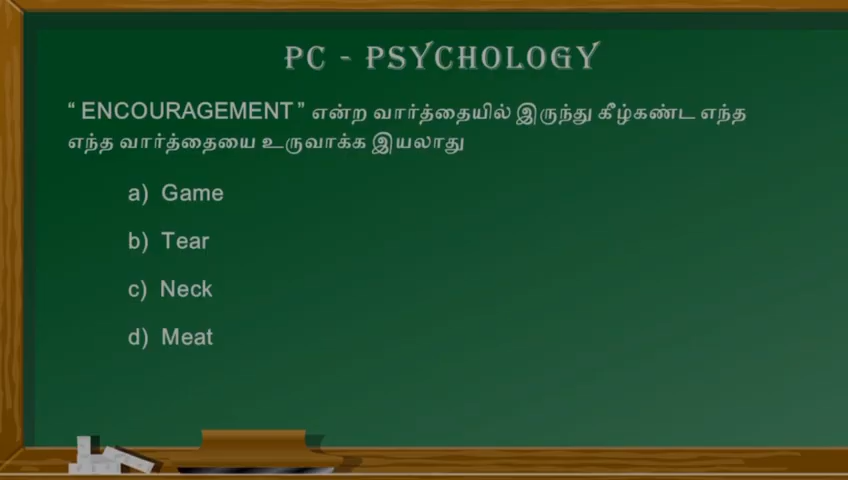 PC - PSYCHOLOGY
“ ENCOURAGEMENT ” என்ற வார்த்தையில் இருந்து கீழ்கண்ட எந்த
எந்த வார்த்தையை உருவாக்க இயலாது
a) Game
b) Tear
c) Neck
d) Meat